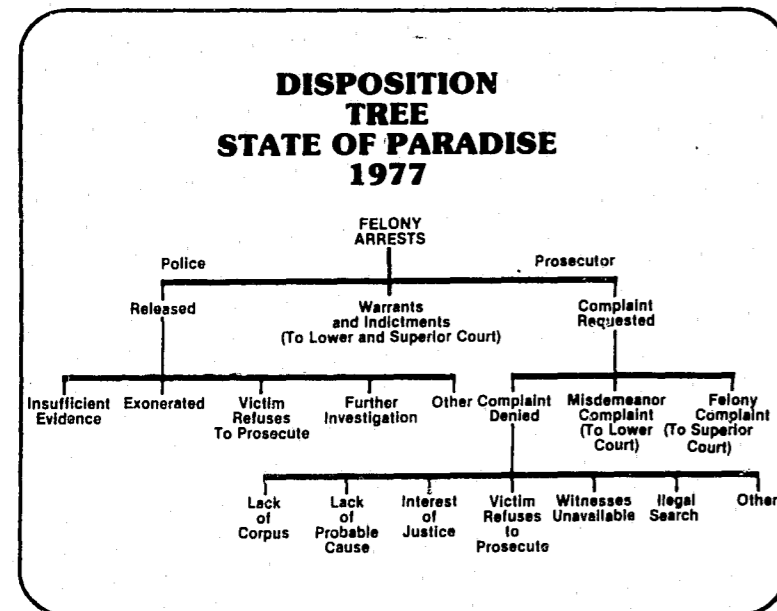 DISPOSITION
TREE
STATE OF PARADISE
1977
FELONY
ARRESTS
Police
Prosecutor
Released
Warrants
and Indictments
(To Lower and Superior Court)
Complaint
Requested
Insufficient
Evidence
Exonerated
Victim
Refuses
To Prosecute
Further
Investigation
Other
Complaint
Denied
Misdemeanor
Complaint
(To Lower
Court)
Felony
Complaint
(To Superior
Court)
Lack
of
Corpus
Lack
of
Probable
Cause
Interest
of
Justice
Victim
Refuses
to
Prosecute
Witnesses
Unavailable
Illegal
Search
Other